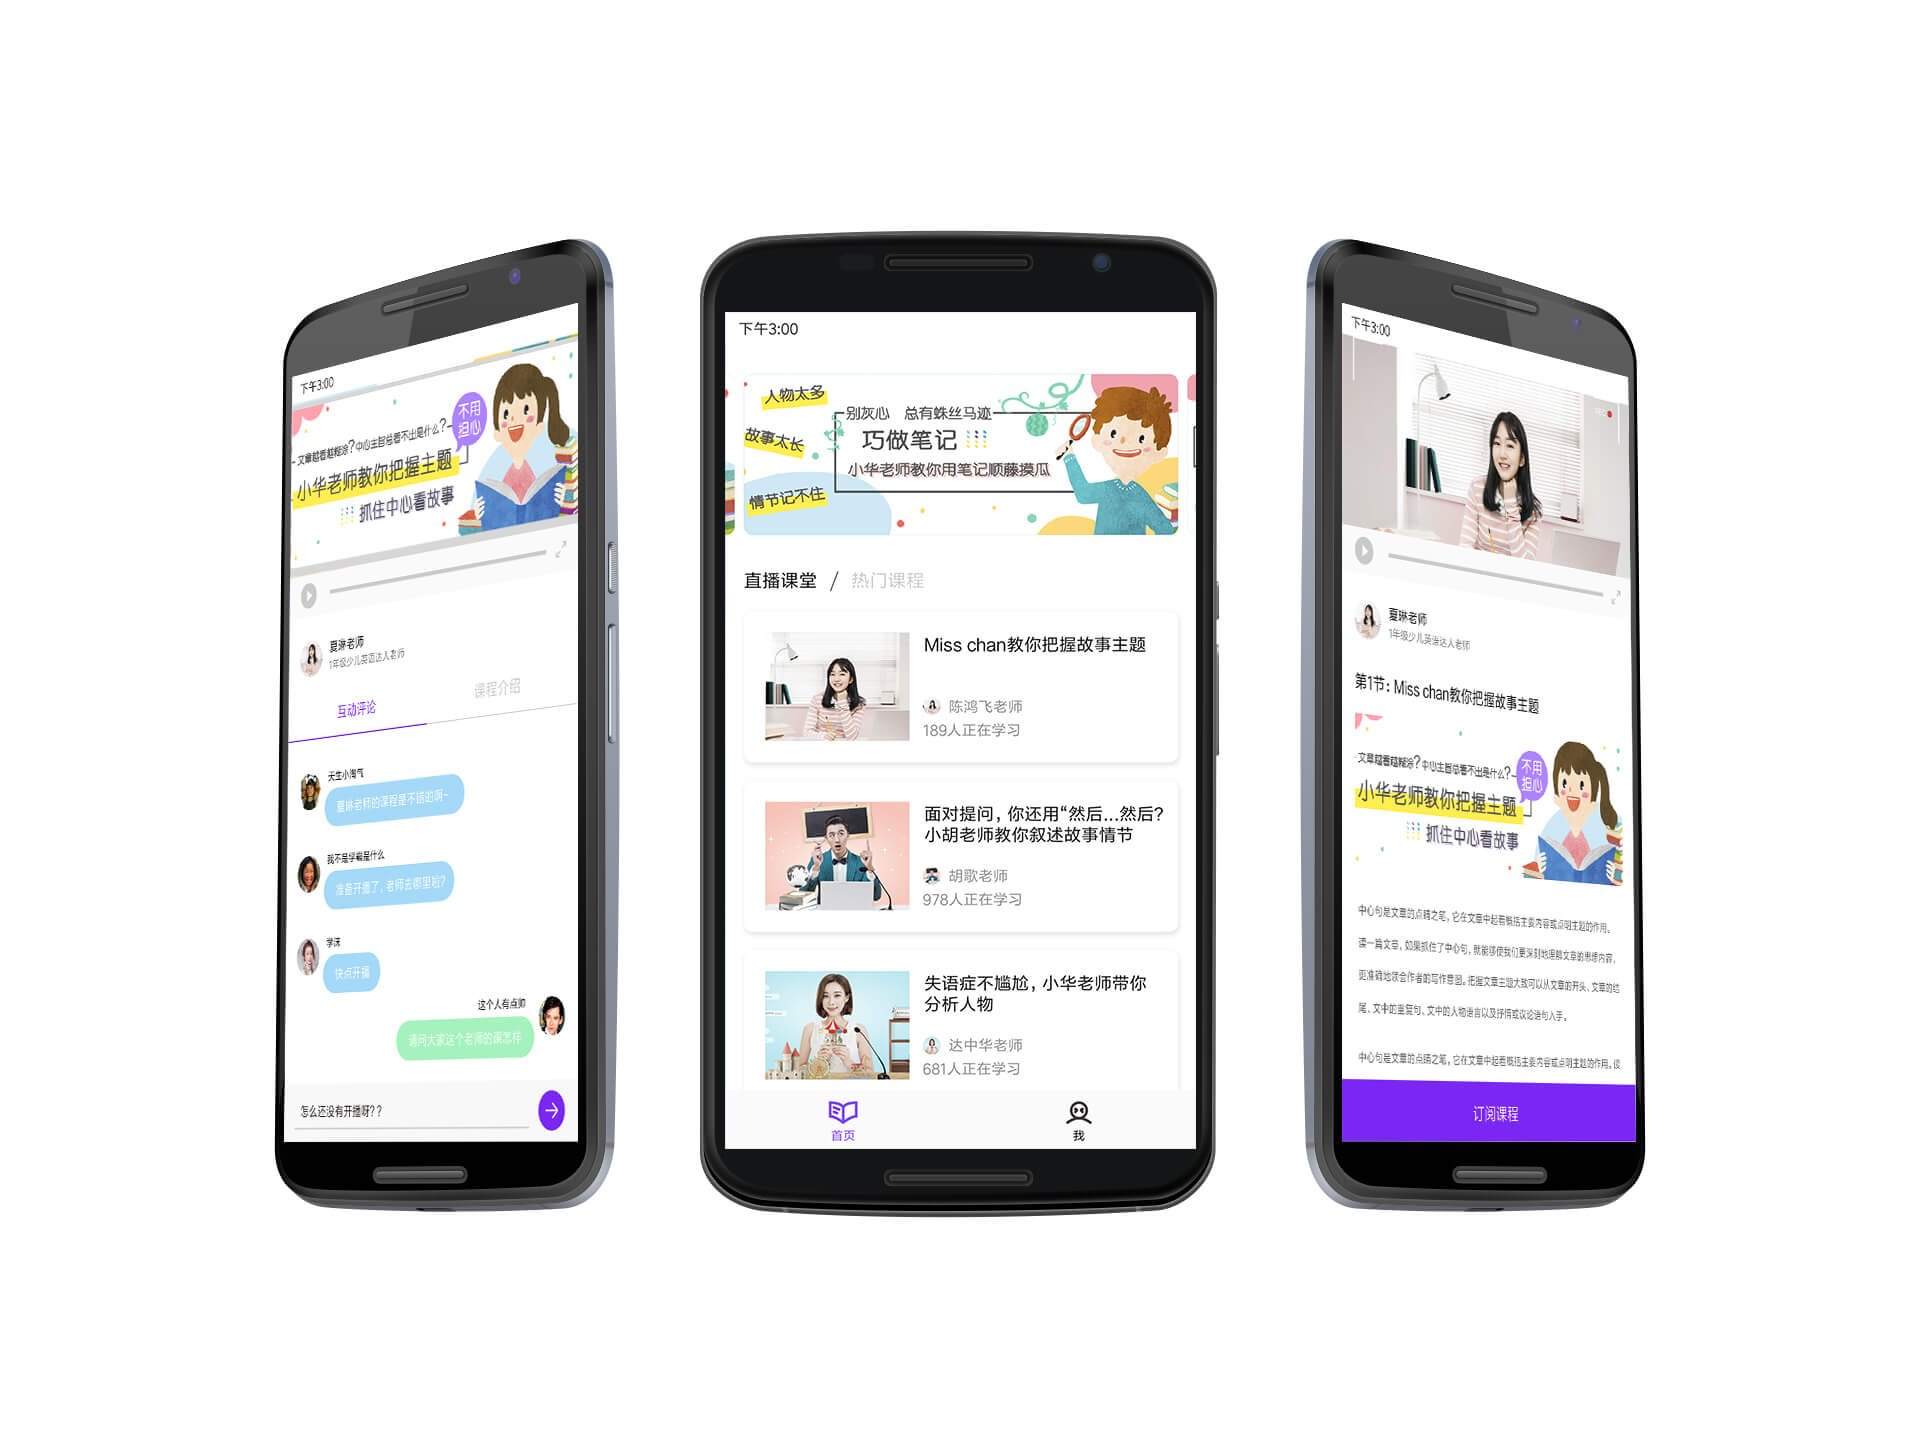 下午3:00
文章越看越糊涂?中心主旨总看不出是什么?
不用
担心
小华老师教你把握主题
抓住中心看故事
夏琳老师
1年级少儿英语达人老师
互动评论
课程介绍
天生小淘气
夏琳老师的课程是不错的啊~
我不是学霸是什么
准备开播了, 老师去哪里啦?
学沫
快点开播
这个人有点帅
请问大家这个老师的课怎样
怎么还没有开播呀? ?
下午3:00
人物太多
故事太长
情节记不住
别灰心 总有蛛丝马迹
巧做笔记
小华老师教你用笔记顺藤摸瓜
直播课堂 / 热门课程
Miss chan教你把握故事主题
陈鸿飞老师
189人正在学习
面对提问, 你还用“然后...然后?
小胡老师教你叙述故事情节
胡歌老师
978人正在学习
失语症不尴尬, 小华老师带你
分析人物
达中华老师
681人正在学习
首页
我
下午3:00
夏琳老师
1年级少儿英语达人老师
第1节: Miss chan教你把握故事主题
文章越看越糊涂?中心主旨总看不出是什么?
不用
担心
小华老师教你把握主题
抓住中心看故事
中心句是文章的点睛之笔, 它在文章中起着概括主要内容或点明主题的作用。
读一篇文章, 如果抓住了中心句, 就能够使我们更深刻地理解文章的思想内容,
更准确地领会作者的写作意图。把握文章主题大致可以从文章的开头、文章的结
尾、文中的重复句、文中的人物语言以及抒情或议论语句入手。
中心句是文章的点睛之笔, 它在文章中起着概括主要内容或点明主题的作用。读
订阅课程